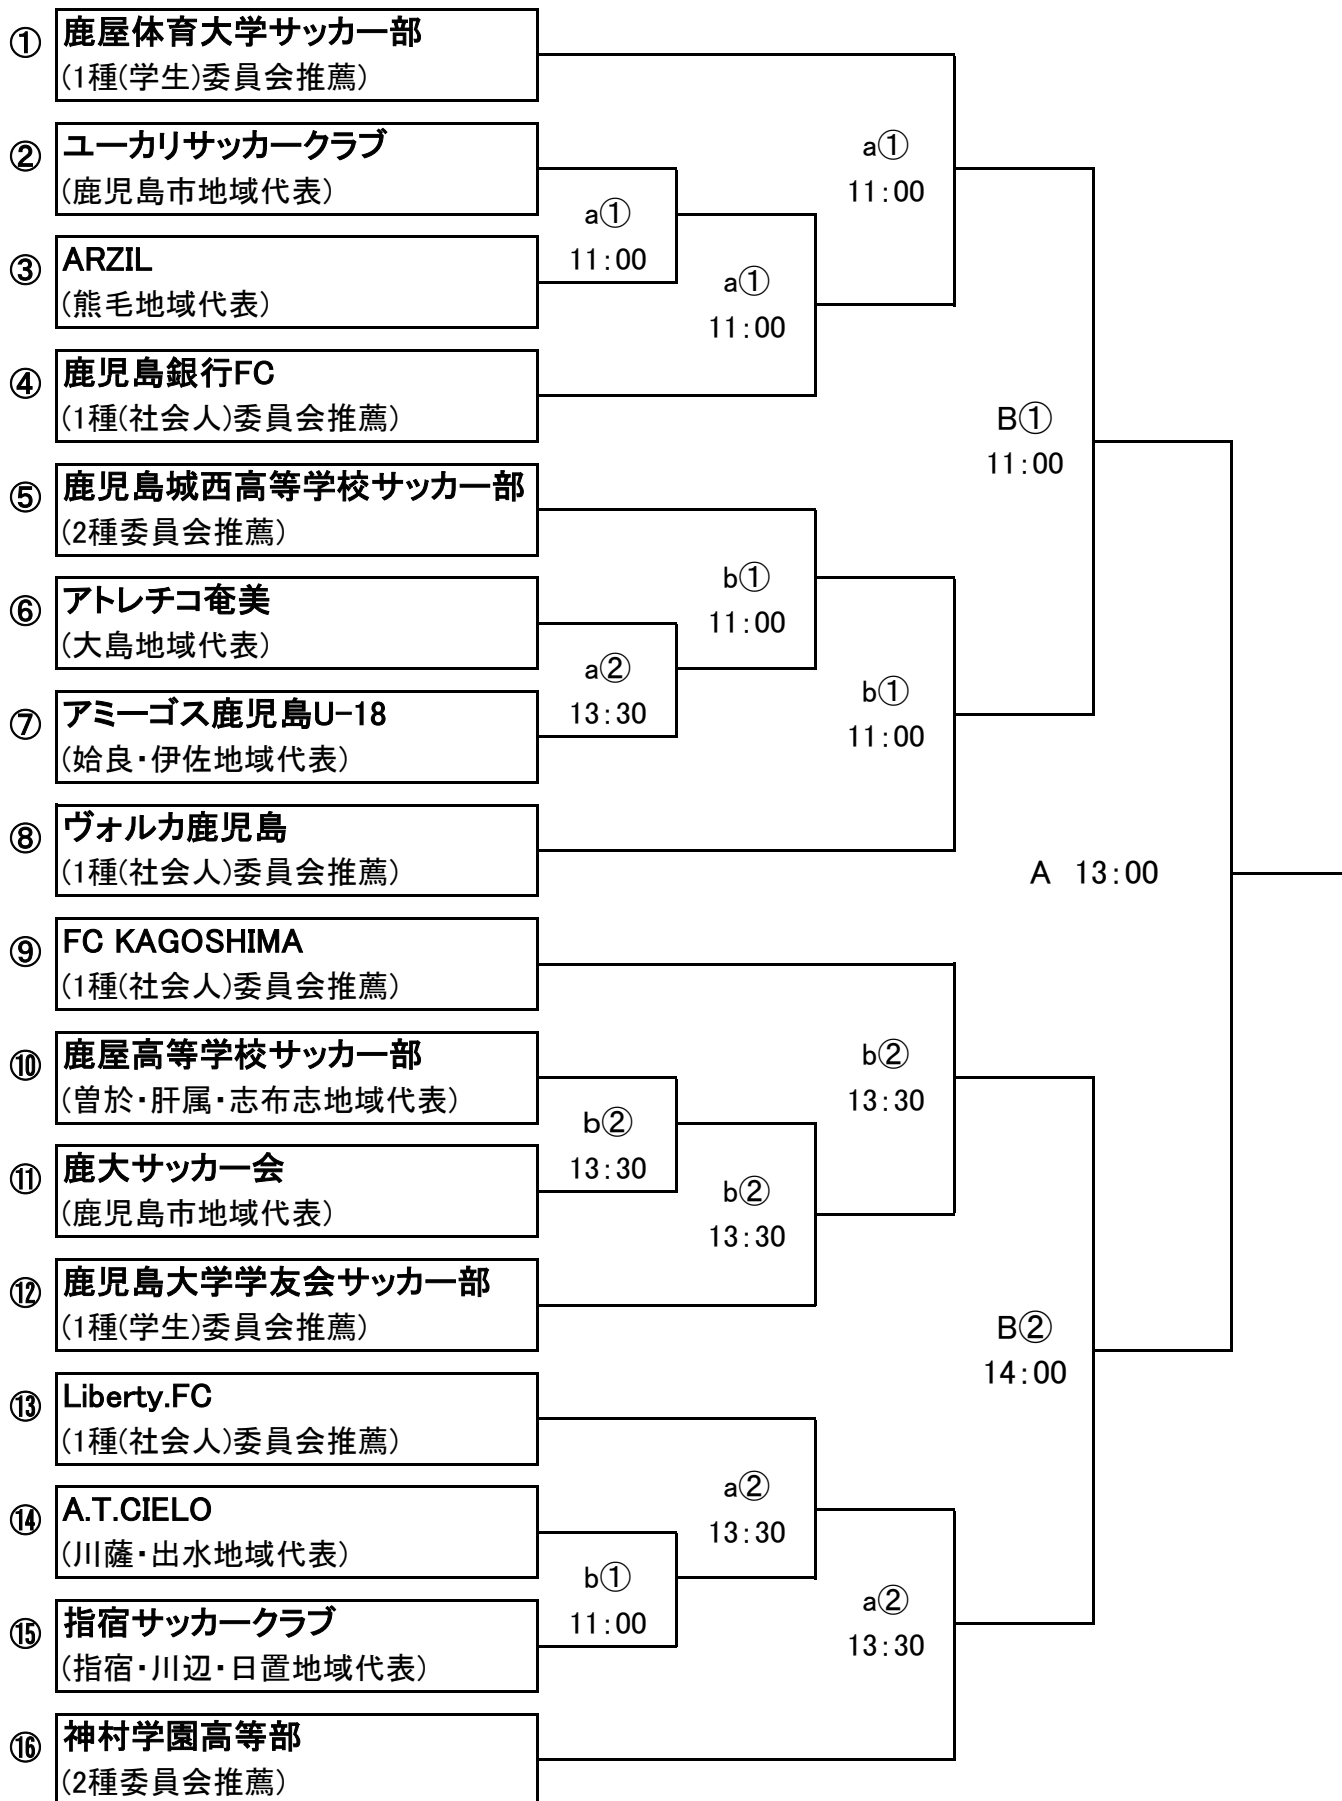 ① 鹿屋体育大学サッカー部
(1種(学生)委員会推薦)
② ユーカリサッカークラブ
(鹿児島市地域代表)
③ ARZIL
(熊毛地域代表)
④ 鹿児島銀行FC
(1種(社会人)委員会推薦)
⑤ 鹿児島城西高等学校サッカー部
(2種委員会推薦)
⑥ アトレチコ奄美
(大島地域代表)
⑦ アミーゴス鹿児島U-18
(姶良・伊佐地域代表)
⑧ ヴォルカ鹿児島
(1種(社会人)委員会推薦)
⑨ FC KAGOSHIMA
(1種(社会人)委員会推薦)
⑩ 鹿屋高等学校サッカー部
(曽於・肝属・志布志地域代表)
⑪ 鹿大サッカー会
(鹿児島市地域代表)
⑫ 鹿児島大学学友会サッカー部
(1種(学生)委員会推薦)
⑬ Liberty.FC
(1種(社会人)委員会推薦)
⑭ A.T.CIELO
(川薩・出水地域代表)
⑮ 指宿サッカークラブ
(指宿・川辺・日置地域代表)
⑯ 神村学園高等部
(2種委員会推薦)
a①
11:00
a②
13:30
b②
13:30
b①
11:00
a①
11:00
b①
11:00
b②
13:30
a②
13:30
a①
11:00
b①
11:00
b②
13:30
a②
13:30
B①
11:00
B②
14:00
A 13:00